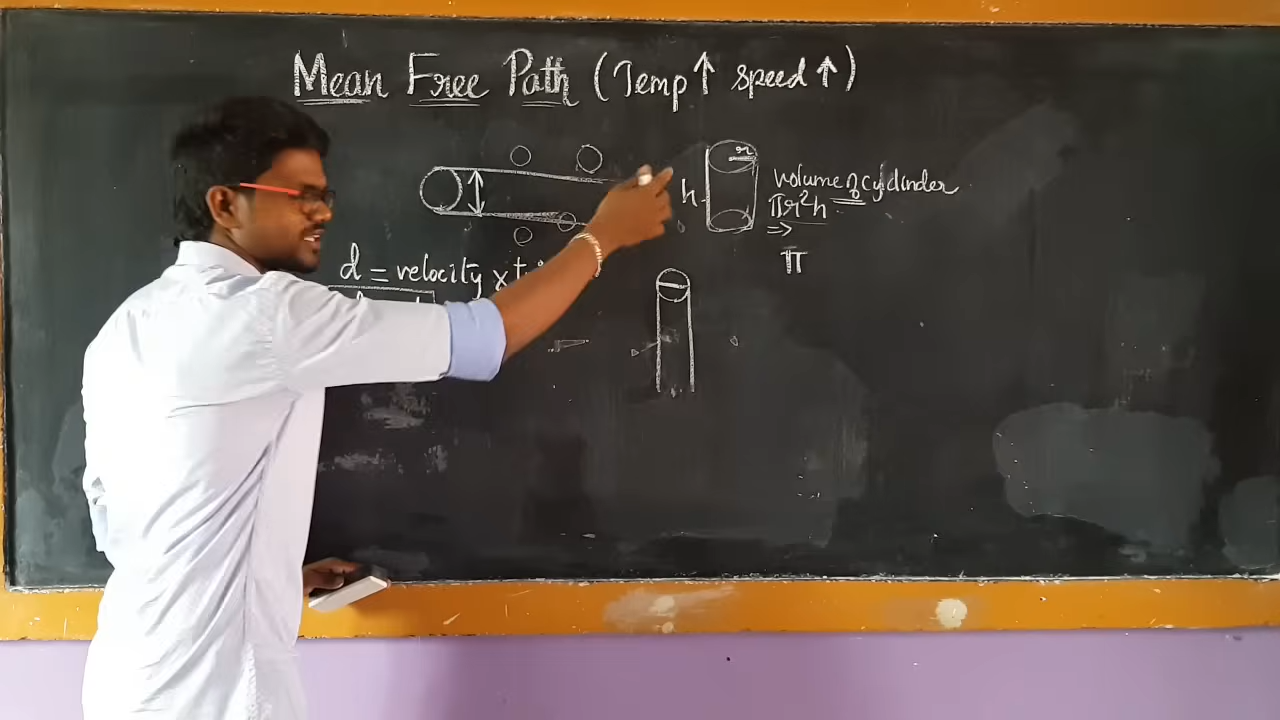 Mean Free Path (Temp ↑ speed ↑)
r
h
volume of cylinder
πr²h
π
d = velocity ×